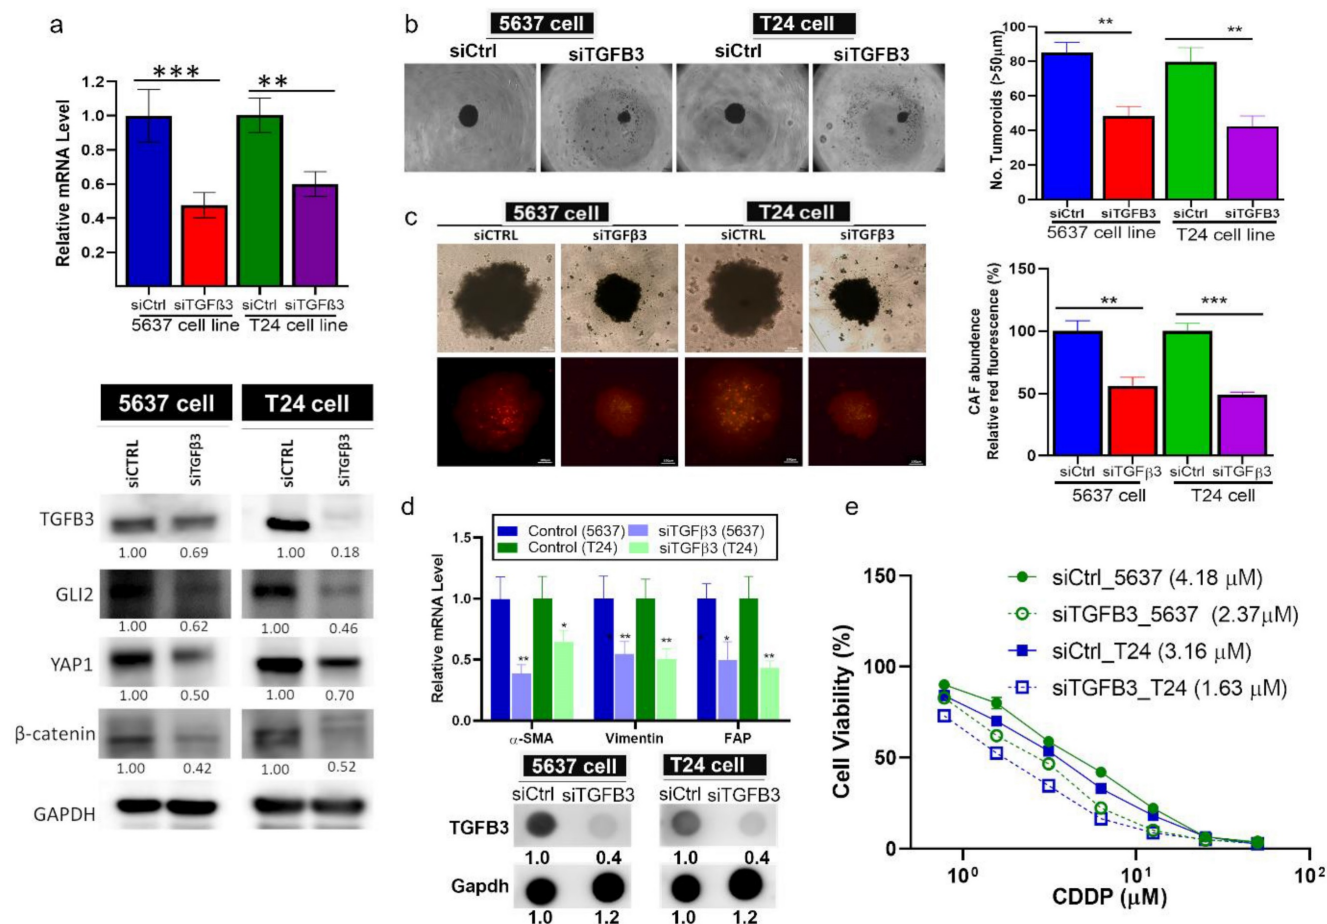 a
***
**
1.2
1.0
0.8
0.6
0.4
0.2
Relative mRNA Level
siCtrl siTGFß3 siCtrl siTGFß3
5637 cell line T24 cell line
5637 cell T24 cell
siCTRL siTGFβ3 siCTRL siTGFβ3
TGFB3
1.00 0.69 1.00 0.18
GLI2
1.00 0.62 1.00 0.46
YAP1
1.00 0.50 1.00 0.70
β-catenin
1.00 0.42 1.00 0.52
GAPDH
b
5637 cell T24 cell
siCtrl siTGFB3 siCtrl siTGFB3
No. Tumoroids (>50μm)
100
80
60
40
20
0
** **
siCtrl siTGFB3 siCtrl siTGFB3
5637 cell line T24 cell line
c
5637 cell T24 cell
siCTRL siTGFβ3 siCTRL siTGFβ3
CAF abundance
Relative red fluorescence (%)
150
100
50
0
** ***
siCtrl siTGFβ3 siCtrl siTGFβ3
5637 cell T24 cell
d
Control (5637) siTGFβ3 (5637)
Control (T24) siTGFβ3 (T24)
Relative mRNA Level
1.5
1.0
0.5
0.0
** * ** ** * **
α-SMA Vimentin FAP
5637 cell T24 cell
siCtrl siTGFB3 siCtrl siTGFB3
TGFB3
1.0 0.4 1.0 0.4
Gapdh
1.0 1.2 1.0 1.2
e
siCtrl_5637 (4.18 μM)
siTGFB3_5637 (2.37μM)
siCtrl_T24 (3.16 μM)
siTGFB3_T24 (1.63 μM)
Cell Viability (%)
150
100
50
0
10⁰ 10¹ 10²
CDDP (μM)